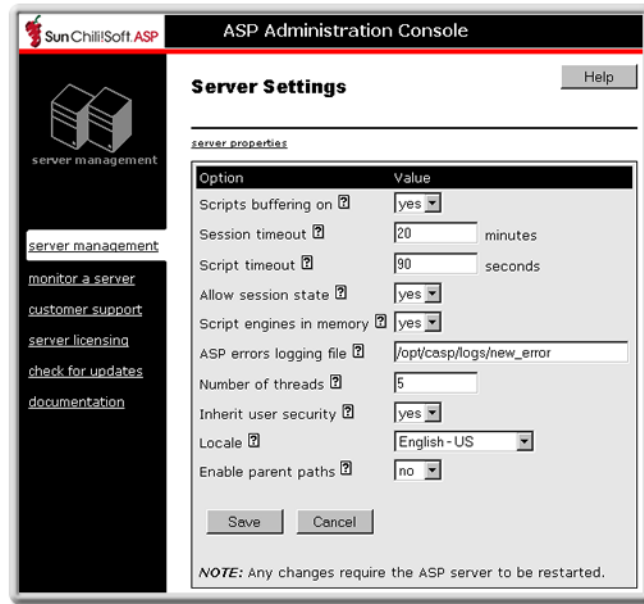 Sun Chili!Soft.ASP
ASP Administration Console
Server Settings
Help
server properties
server management
server management
monitor a server
customer support
server licensing
check for updates
documentation
Option Value
Scripts buffering on ? yes
Session timeout ? 20 minutes
Script timeout ? 90 seconds
Allow session state ? yes
Script engines in memory ? yes
ASP errors logging file ? /opt/casp/logs/new_error
Number of threads ? 5
Inherit user security ? yes
Locale ? English - US
Enable parent paths ? no
Save Cancel
NOTE: Any changes require the ASP server to be restarted.